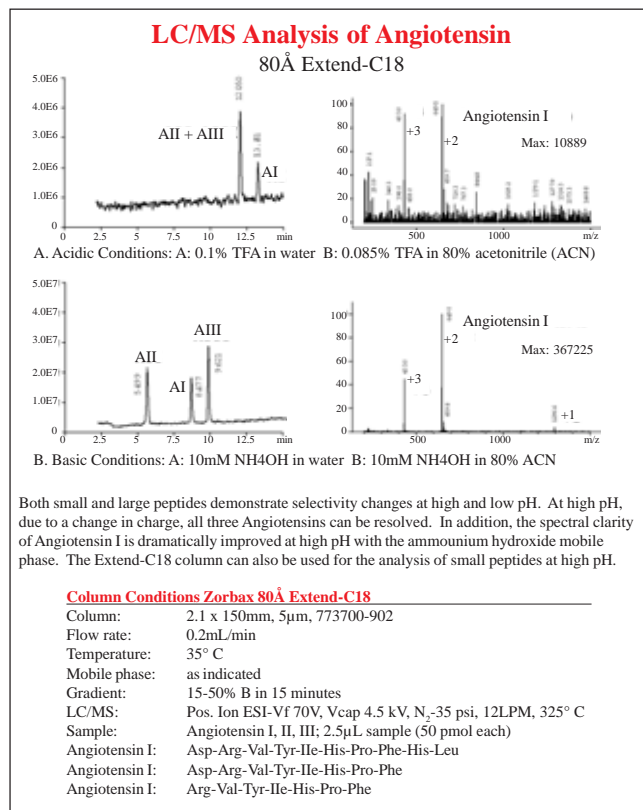 LC/MS Analysis of Angiotensin
80Å Extend-C18
5.0E6
4.0E6
3.0E6
2.0E6
1.0E6
0
0
2.5
5.0
7.5
10.0
12.5
min
AII + AIII
AI
100
80
60
40
20
0
500
1000
m/z
+3
+2
Angiotensin I
Max: 10889
A. Acidic Conditions: A: 0.1% TFA in water B: 0.085% TFA in 80% acetonitrile (ACN)
5.0E7
4.0E7
3.0E7
2.0E7
1.0E7
0
0
2.5
5.0
7.5
10.0
12.5
min
AII
AI
AIII
100
80
60
40
20
0
500
1000
m/z
+3
+2
+1
Angiotensin I
Max: 367225
B. Basic Conditions: A: 10mM NH4OH in water B: 10mM NH4OH in 80% ACN
Both small and large peptides demonstrate selectivity changes at high and low pH. At high pH,
due to a change in charge, all three Angiotensins can be resolved. In addition, the spectral clarity
of Angiotensin I is dramatically improved at high pH with the ammounium hydroxide mobile
phase. The Extend-C18 column can also be used for the analysis of small peptides at high pH.
Column Conditions Zorbax 80Å Extend-C18
Column: 2.1 x 150mm, 5µm, 773700-902
Flow rate: 0.2mL/min
Temperature: 35° C
Mobile phase: as indicated
Gradient: 15-50% B in 15 minutes
LC/MS: Pos. Ion ESI-Vf 70V, Vcap 4.5 kV, N₂-35 psi, 12LPM, 325° C
Sample: Angiotensin I, II, III; 2.5µL sample (50 pmol each)
Angiotensin I: Asp-Arg-Val-Tyr-IIe-His-Pro-Phe-His-Leu
Angiotensin I: Asp-Arg-Val-Tyr-IIe-His-Pro-Phe
Angiotensin I: Arg-Val-Tyr-IIe-His-Pro-Phe